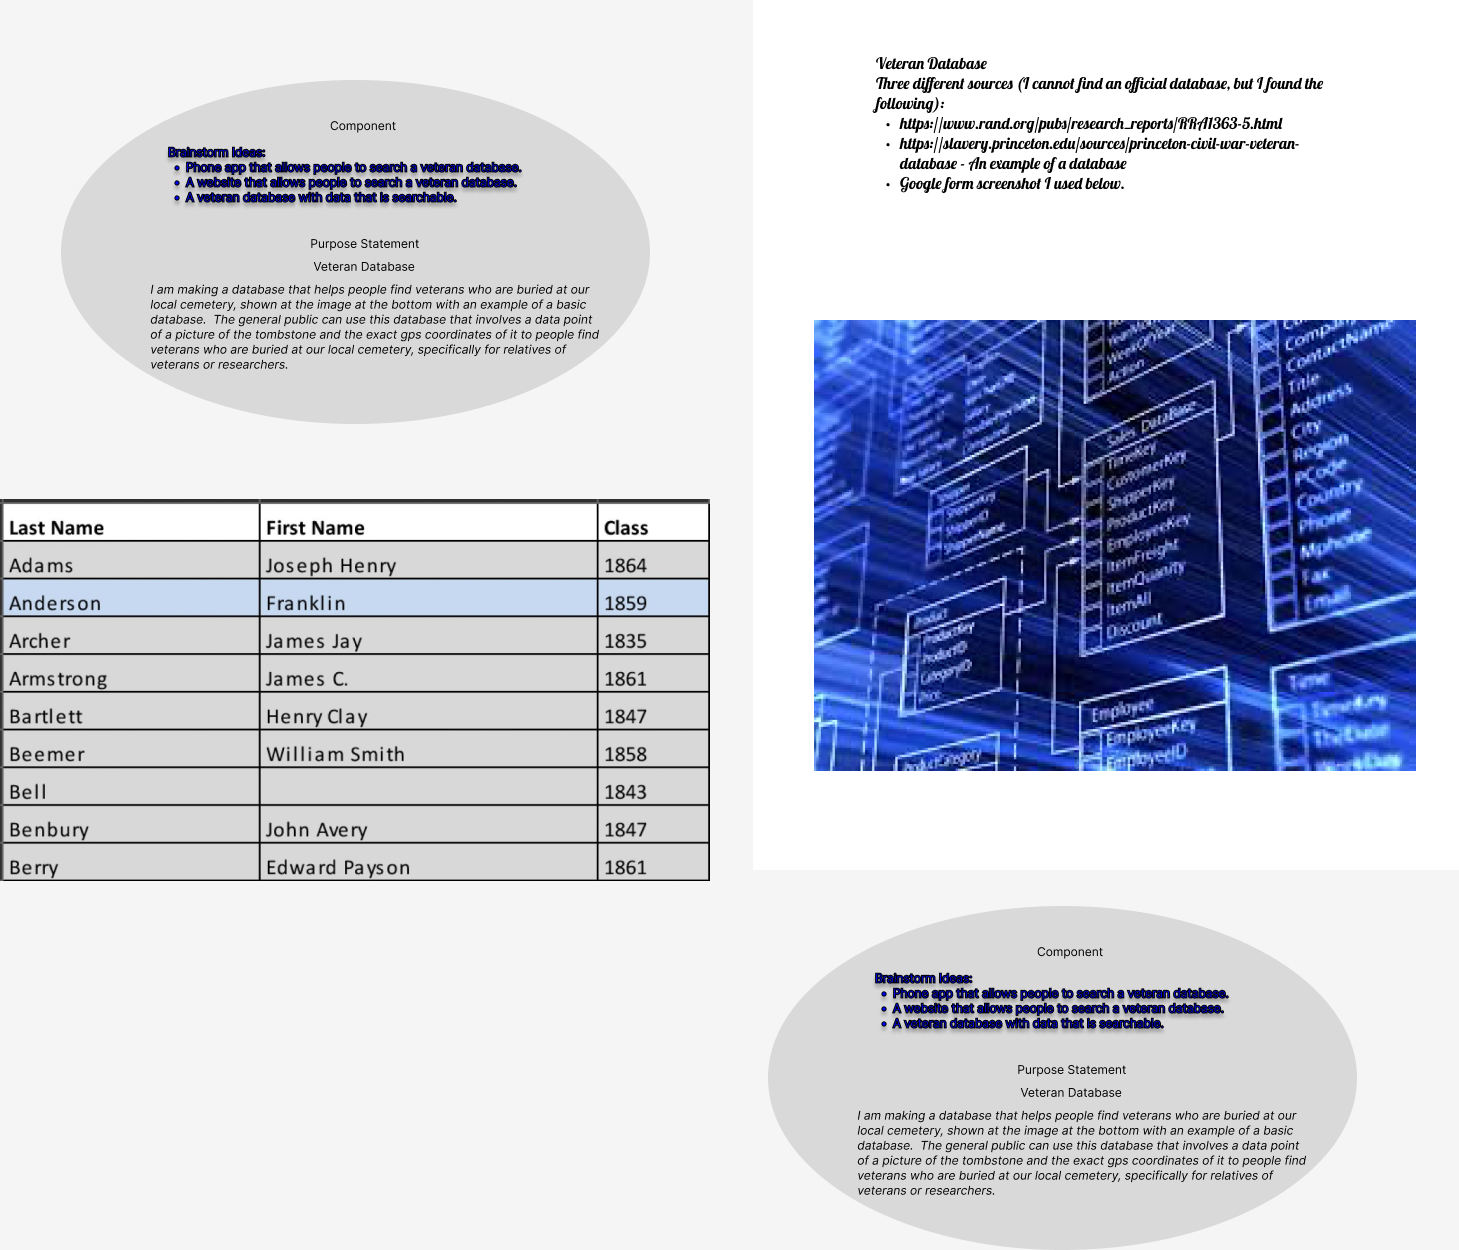 Component
Brainstorm Ideas:
• Phone app that allows people to search a veteran database.
• A website that allows people to search a veteran database.
• A veteran database with data that is searchable.
Purpose Statement
Veteran Database
I am making a database that helps people find veterans who are buried at our
local cemetery, shown at the image at the bottom with an example of a basic
database.  The general public can use this database that involves a data point
of a picture of the tombstone and the exact gps coordinates of it to people find
veterans who are buried at our local cemetery, specifically for relatives of
veterans or researchers.
Last Name First Name Class
Adams Joseph Henry 1864
Anderson Franklin 1859
Archer James Jay 1835
Armstrong James C. 1861
Bartlett Henry Clay 1847
Beemer William Smith 1858
Bell 1843
Benbury John Avery 1847
Berry Edward Payson 1861
Veteran Database
Three different sources (I cannot find an official database, but I found the
following):
• https://www.rand.org/pubs/research_reports/RRA1363-5.html
• https://slavery.princeton.edu/sources/princeton-civil-war-veteran-
database - An example of a database
• Google form screenshot I used below.
Action
Sales_DataBase
TimeKey
CustomerKey
ShipperKey
ProductKey
EmployeeKey
ItemFreight
ItemQuanity
ItemAll
Discount
Company
ContactName
Title
Address
City
Region
PCode
Country
Phone
Mphone
Fax
Email
Shipper
ShipperKey
ShipperID
ShipperName
Product
ProductKey
ProductID
CategoryID
Price
ProductCategory
Employee
EmployeeKey
EmployeeID
Time
TimeKey
TheDate
Component
Brainstorm Ideas:
• Phone app that allows people to search a veteran database.
• A website that allows people to search a veteran database.
• A veteran database with data that is searchable.
Purpose Statement
Veteran Database
I am making a database that helps people find veterans who are buried at our
local cemetery, shown at the image at the bottom with an example of a basic
database.  The general public can use this database that involves a data point
of a picture of the tombstone and the exact gps coordinates of it to people find
veterans who are buried at our local cemetery, specifically for relatives of
veterans or researchers.